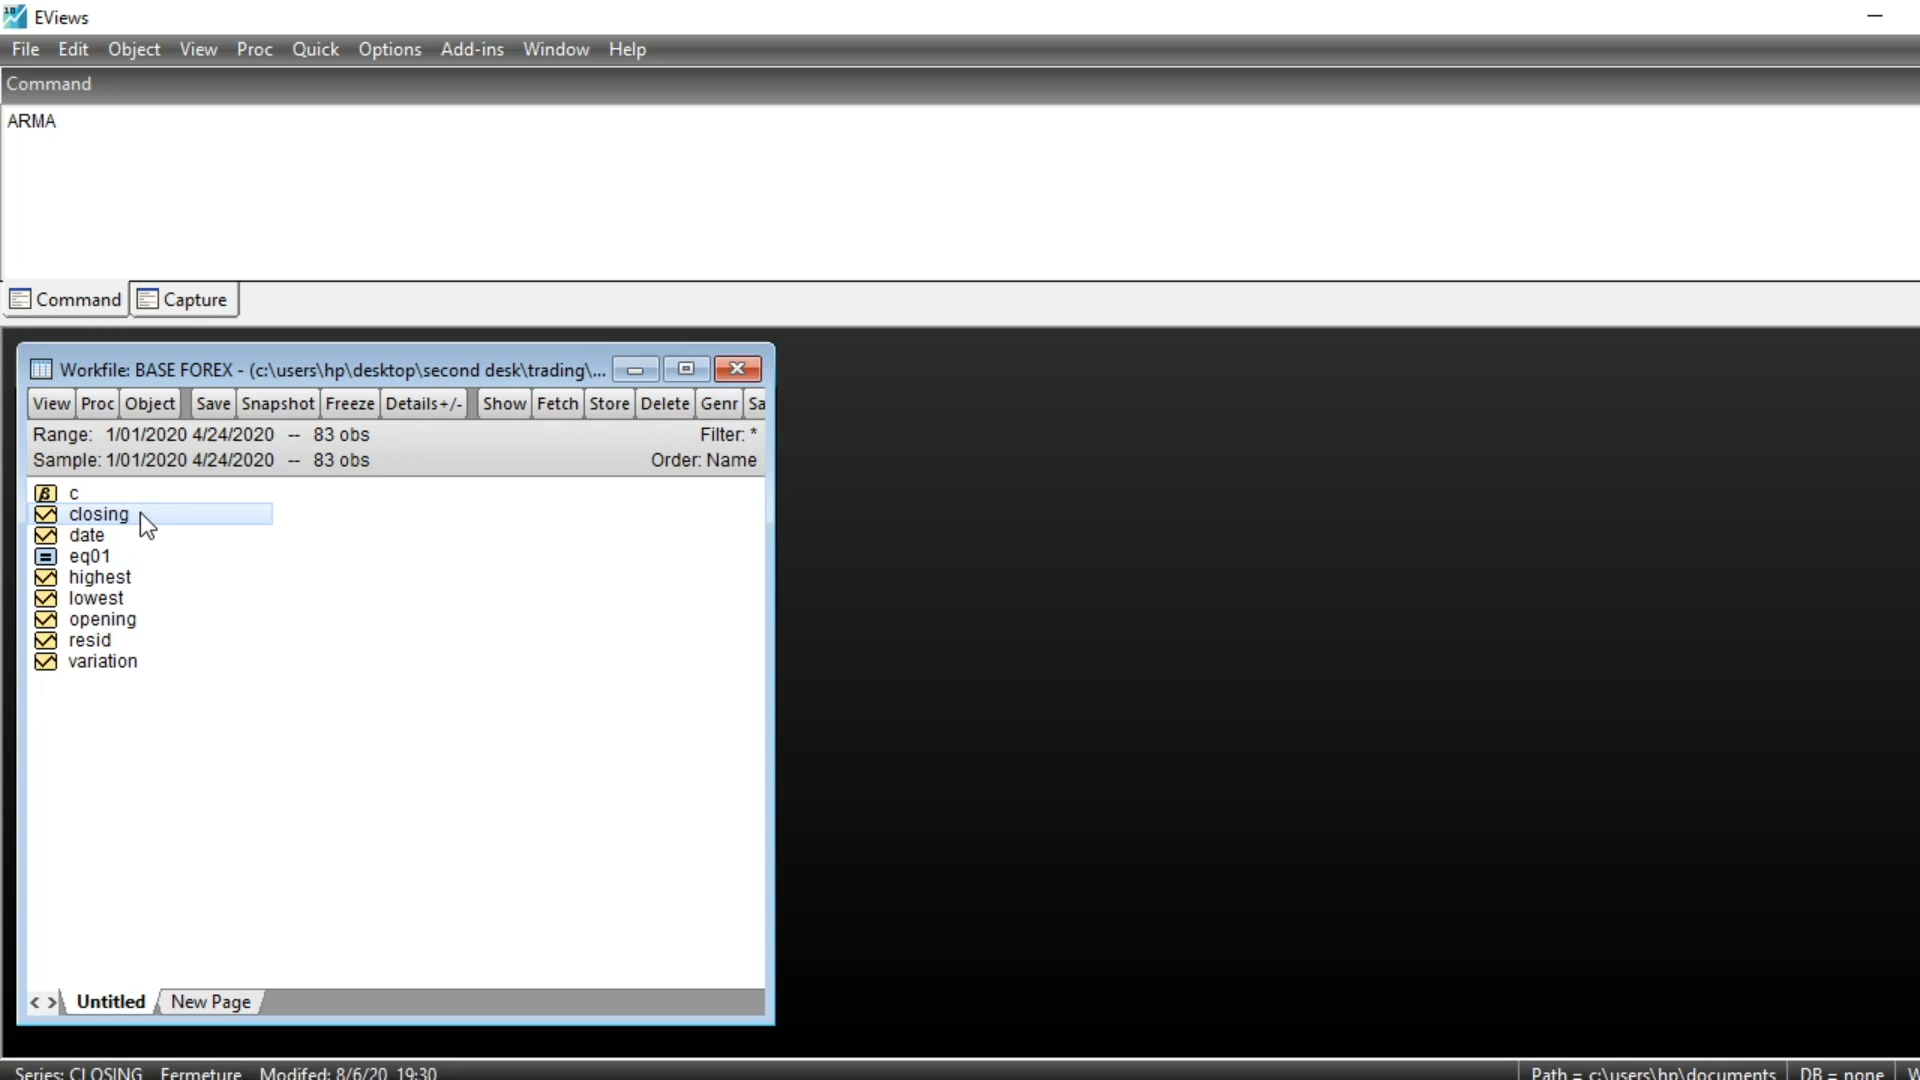 EViews
File Edit Object View Proc Quick Options Add-ins Window Help
Command
ARMA
Command Capture
Workfile: BASE FOREX - (c:\users\hp\desktop\second desk\trading\...
View Proc Object Save Snapshot Freeze Details+/- Show Fetch Store Delete Genr Sa
Range: 1/01/2020 4/24/2020 -- 83 obs Filter: *
Sample: 1/01/2020 4/24/2020 -- 83 obs Order: Name
β c
closing
date
= eq01
highest
lowest
opening
resid
variation
< > Untitled New Page
Series: CLOSING Fermeture Modifed: 8/6/20 19:30 Path = c:\users\hp\documents DB = none W